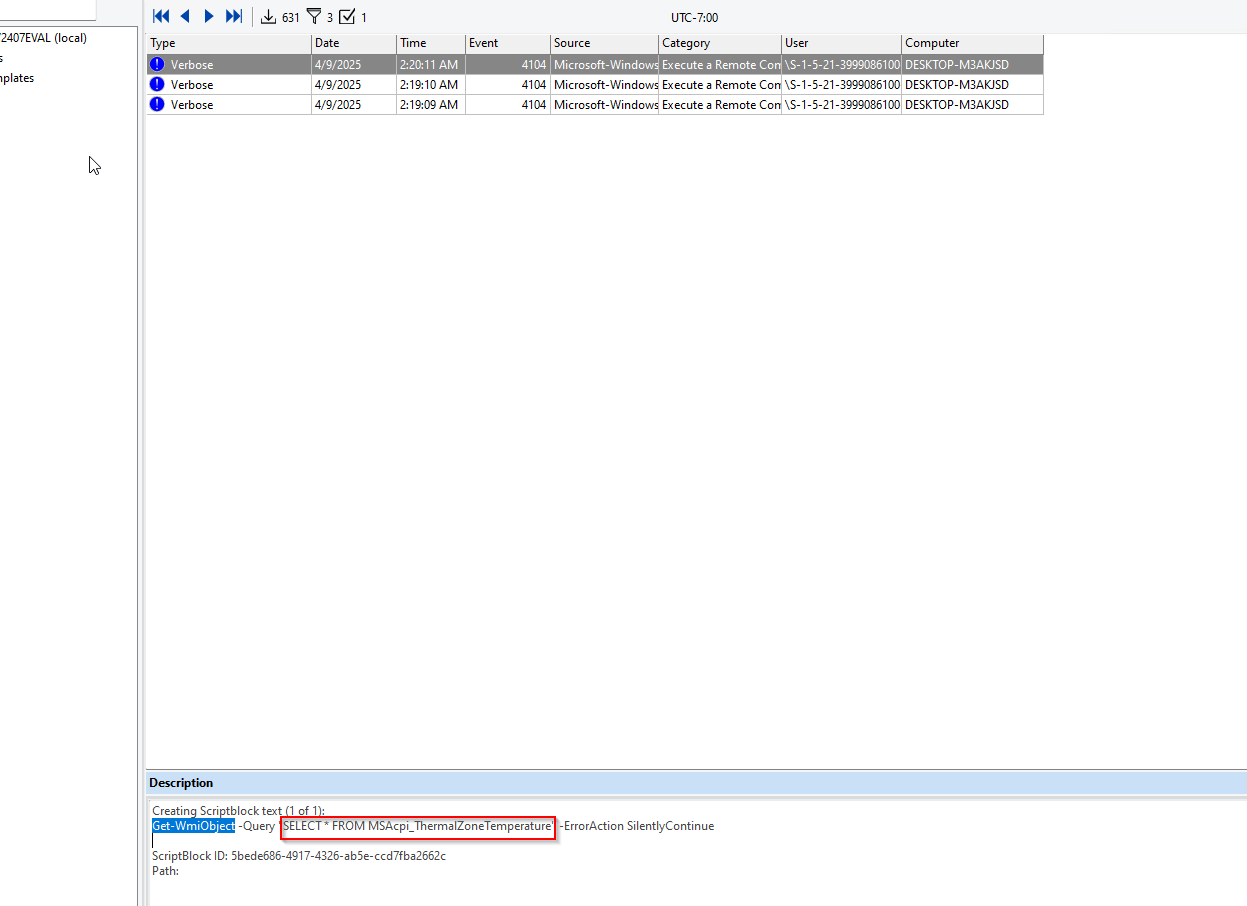 631 3 1 UTC-7:00
2407EVAL (local)
s
nplates
Type Date Time Event Source Category User Computer
Verbose 4/9/2025 2:20:11 AM 4104 Microsoft-Windows Execute a Remote Con \S-1-5-21-3999086100 DESKTOP-M3AKJSD
Verbose 4/9/2025 2:19:10 AM 4104 Microsoft-Windows Execute a Remote Con \S-1-5-21-3999086100 DESKTOP-M3AKJSD
Verbose 4/9/2025 2:19:09 AM 4104 Microsoft-Windows Execute a Remote Con \S-1-5-21-3999086100 DESKTOP-M3AKJSD
Description
Creating Scriptblock text (1 of 1):
Get-WmiObject -Query 'SELECT * FROM MSAcpi_ThermalZoneTemperature' -ErrorAction SilentlyContinue
ScriptBlock ID: 5bede686-4917-4326-ab5e-ccd7fba2662c
Path: